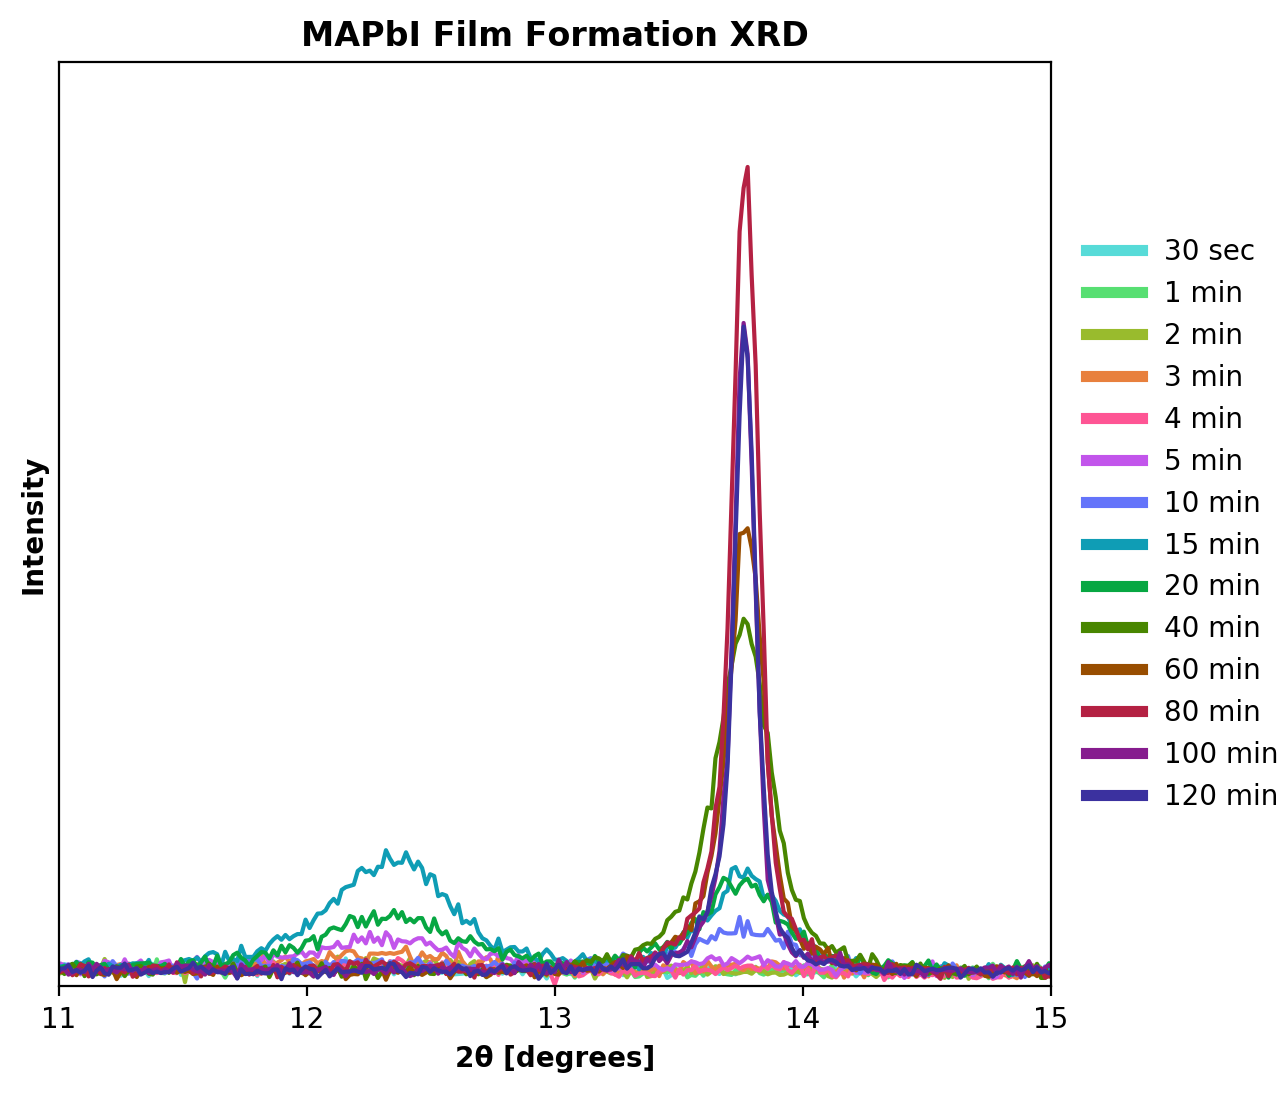 MAPbI Film Formation XRD
Intensity
30 sec
1 min
2 min
3 min
4 min
5 min
10 min
15 min
20 min
40 min
60 min
80 min
100 min
120 min
11 12 13 14 15
2θ [degrees]